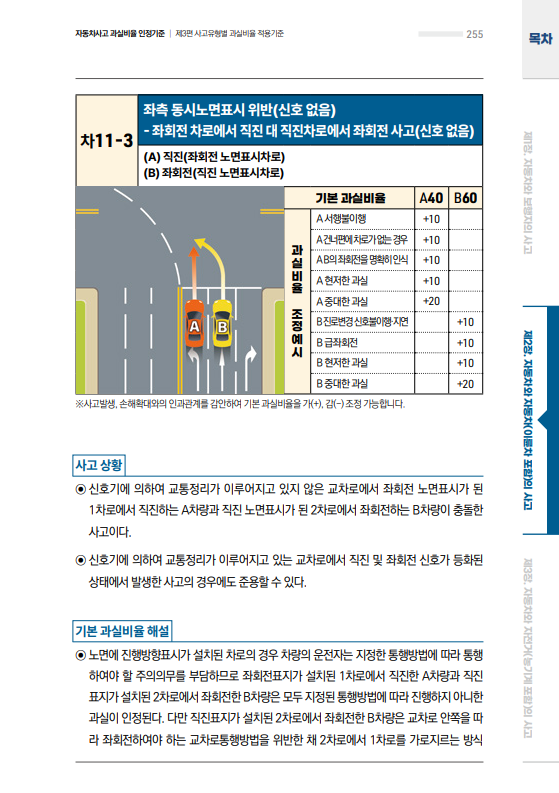 자동차사고 과실비율 인정기준 | 제3편 사고유형별 과실비율 적용기준
255
목차
차11-3
좌측 동시노면표시 위반(신호 없음)
- 좌회전 차로에서 직진 대 직진차로에서 좌회전 사고(신호 없음)
(A) 직진(좌회전 노면표시차로)
(B) 좌회전(직진 노면표시차로)
기본 과실비율 A40 B60
과실비율 조정예시
A 서행불이행 +10
A 건너편에 차로가 없는 경우 +10
A B의 좌회전을 명확히 인식 +10
A 현저한 과실 +10
A 중대한 과실 +20
B 진로변경 신호불이행·지연 +10
B 급좌회전 +10
B 현저한 과실 +10
B 중대한 과실 +20
A B
※사고발생, 손해확대와의 인과관계를 감안하여 기본 과실비율을 가(+), 감(-) 조정 가능합니다.
사고 상황
◉ 신호기에 의하여 교통정리가 이루어지고 있지 않은 교차로에서 좌회전 노면표시가 된
1차로에서 직진하는 A차량과 직진 노면표시가 된 2차로에서 좌회전하는 B차량이 충돌한
사고이다.
◉ 신호기에 의하여 교통정리가 이루어지고 있는 교차로에서 직진 및 좌회전 신호가 등화된
상태에서 발생한 사고의 경우에도 준용할 수 있다.
기본 과실비율 해설
◉ 노면에 진행방향표시가 설치된 차로의 경우 차량의 운전자는 지정한 통행방법에 따라 통행
하여야 할 주의의무를 부담하므로 좌회전표지가 설치된 1차로에서 직진한 A차량과 직진
표지가 설치된 2차로에서 좌회전한 B차량은 모두 지정된 통행방법에 따라 진행하지 아니한
과실이 인정된다. 다만 직진표지가 설치된 2차로에서 좌회전한 B차량은 교차로 안쪽을 따
라 좌회전하여야 하는 교차로통행방법을 위반한 채 2차로에서 1차로를 가로지르는 방식
제1장. 자동차와 보행자의 사고
제2장. 자동차와 자동차(이륜차 포함)의 사고
제3장. 자동차와 자전거(농기계 포함)의 사고